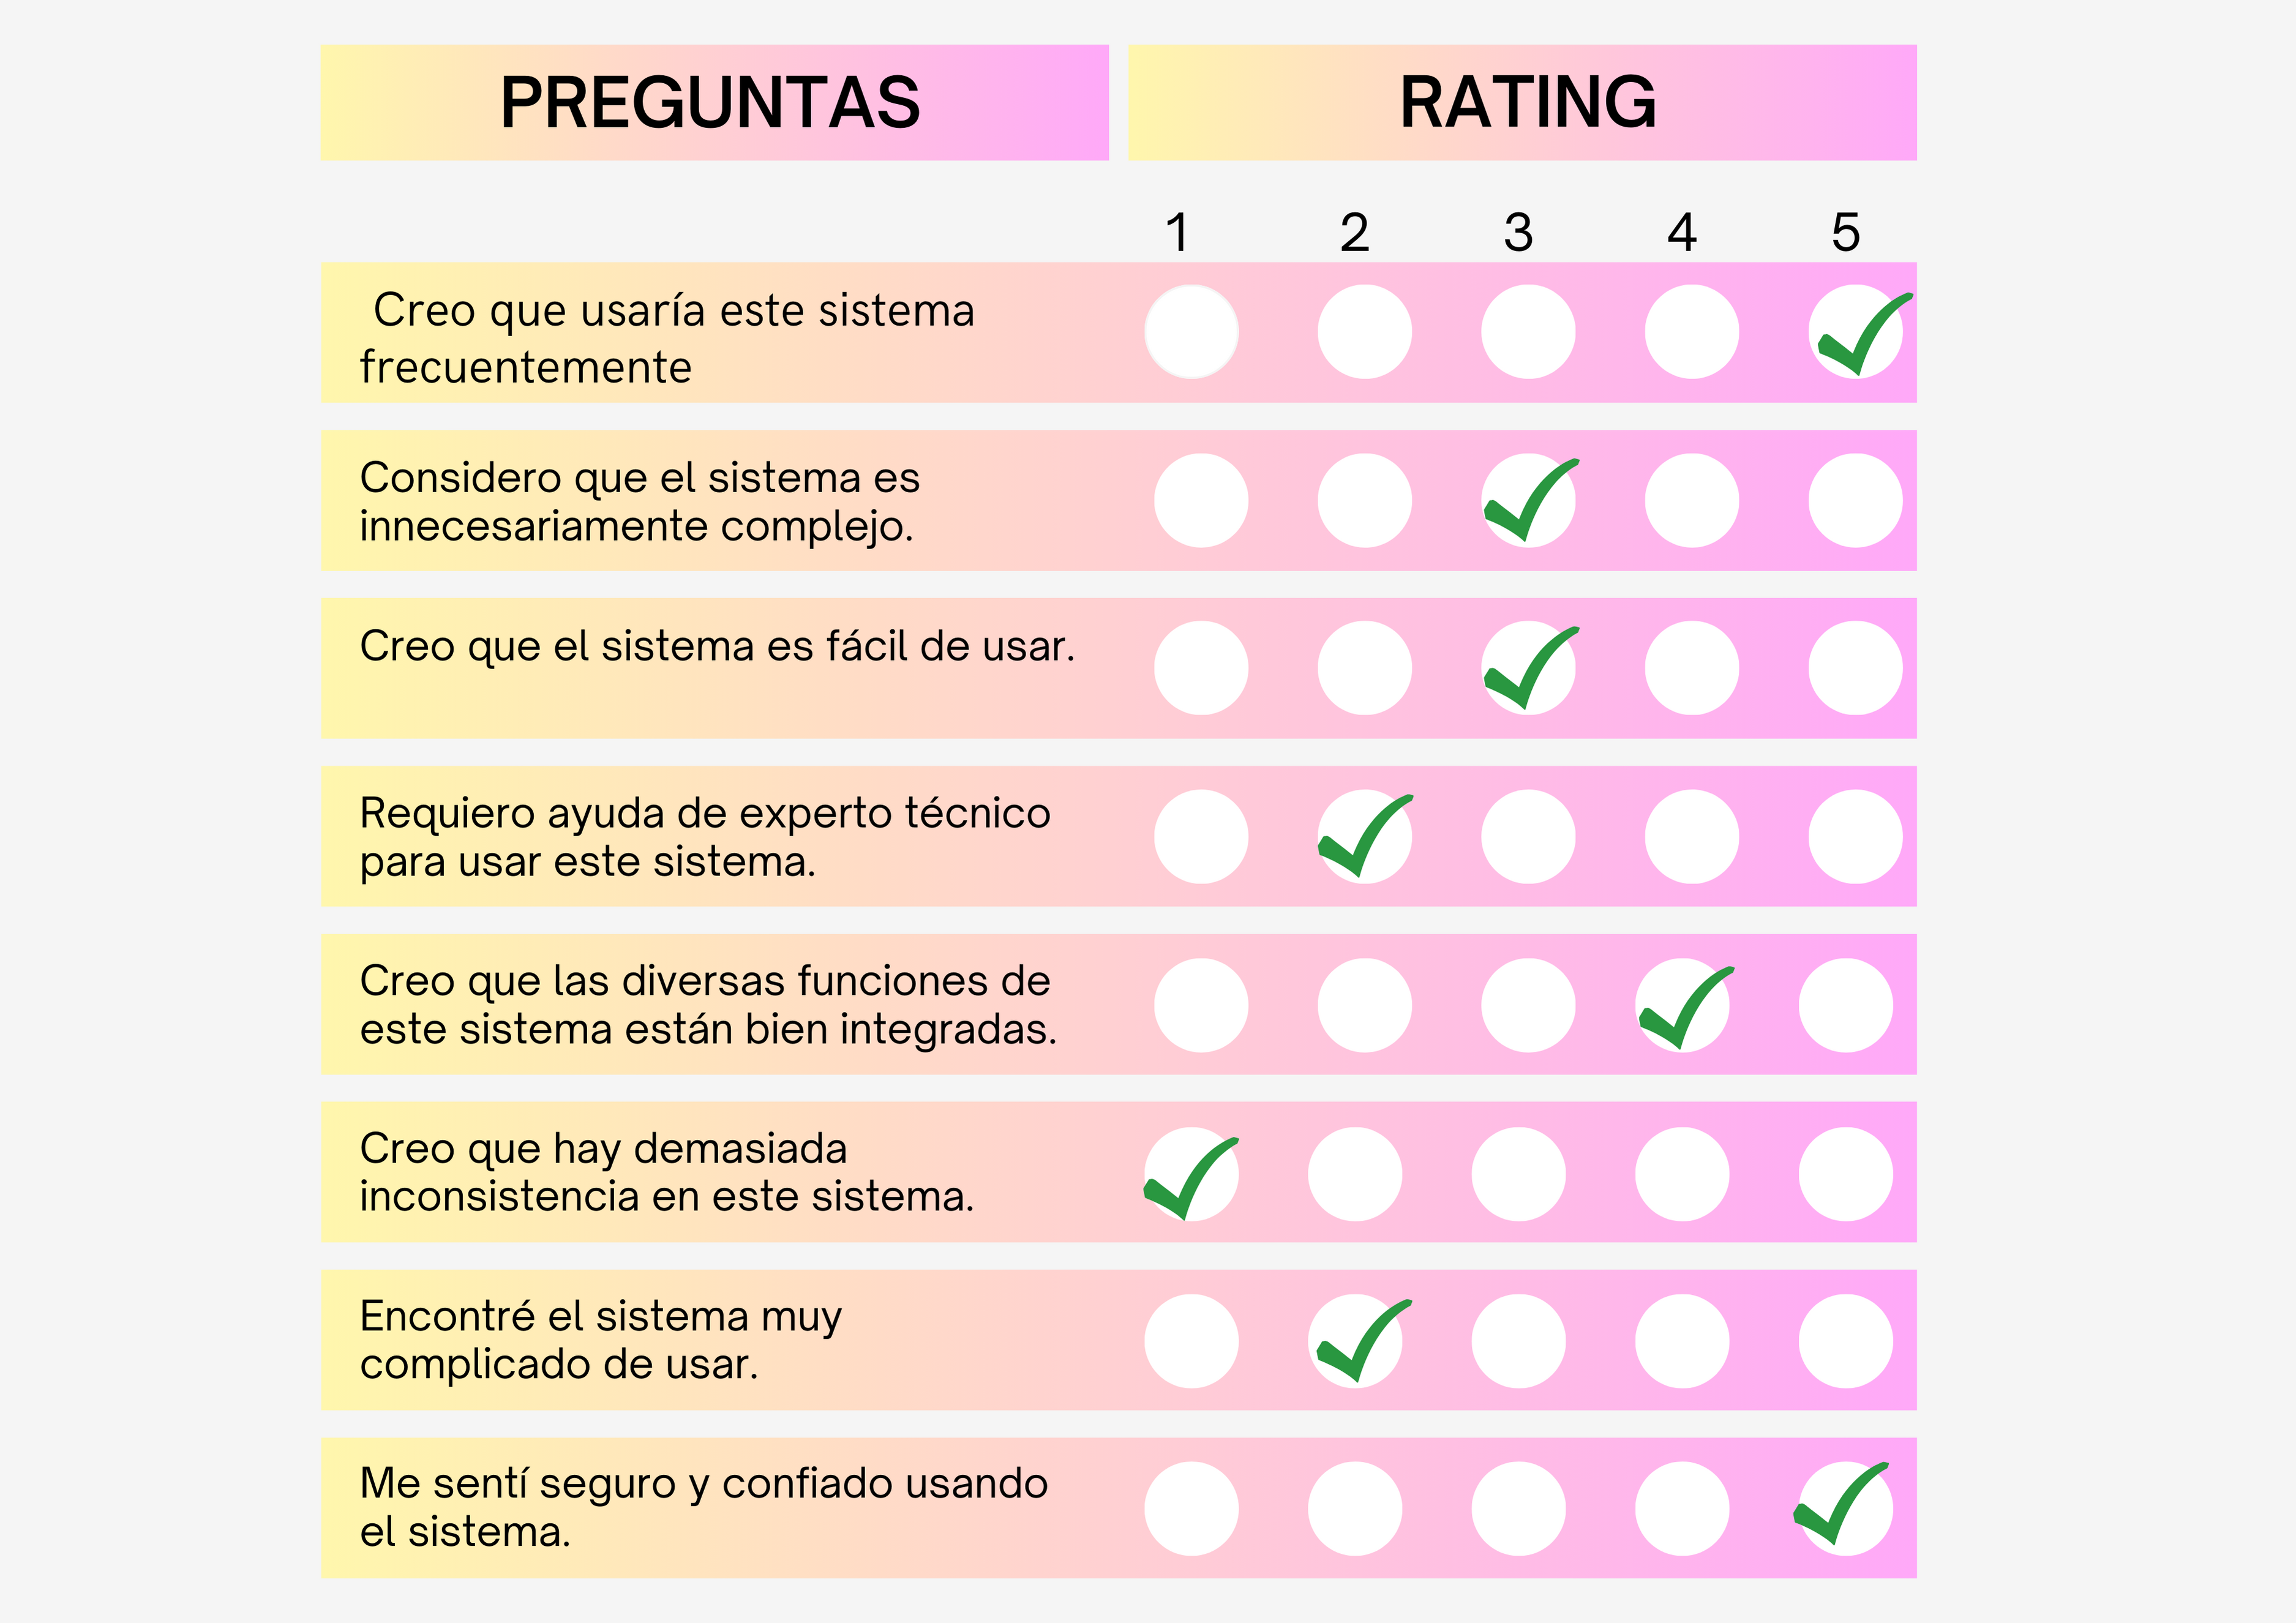 PREGUNTAS
RATING
1 2 3 4 5
Creo que usaría este sistema
frecuentemente
Considero que el sistema es
innecesariamente complejo.
Creo que el sistema es fácil de usar.
Requiero ayuda de experto técnico
para usar este sistema.
Creo que las diversas funciones de
este sistema están bien integradas.
Creo que hay demasiada
inconsistencia en este sistema.
Encontré el sistema muy
complicado de usar.
Me sentí seguro y confiado usando
el sistema.